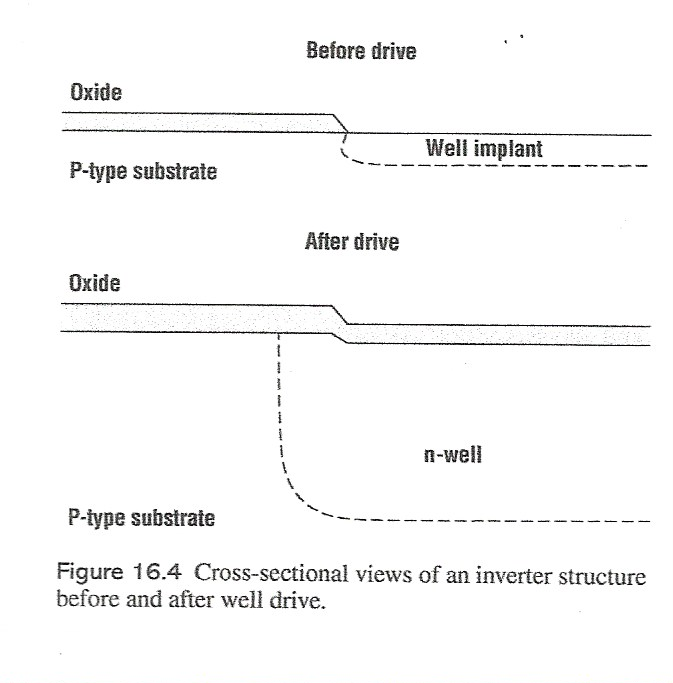 Before drive
Oxide
Well implant
P-type substrate
After drive
Oxide
n-well
P-type substrate
Figure 16.4 Cross-sectional views of an inverter structure
before and after well drive.